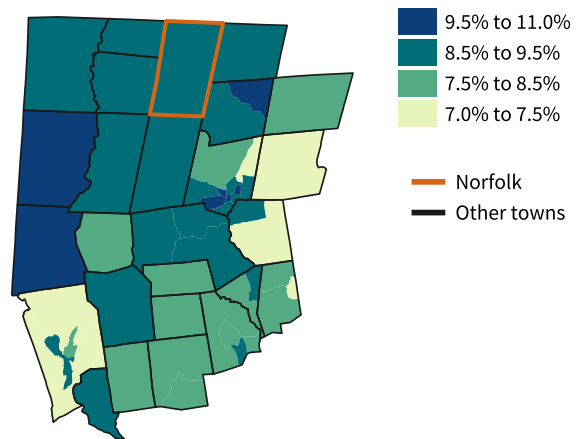 9.5% to 11.0%
8.5% to 9.5%
7.5% to 8.5%
7.0% to 7.5%
Norfolk
Other towns